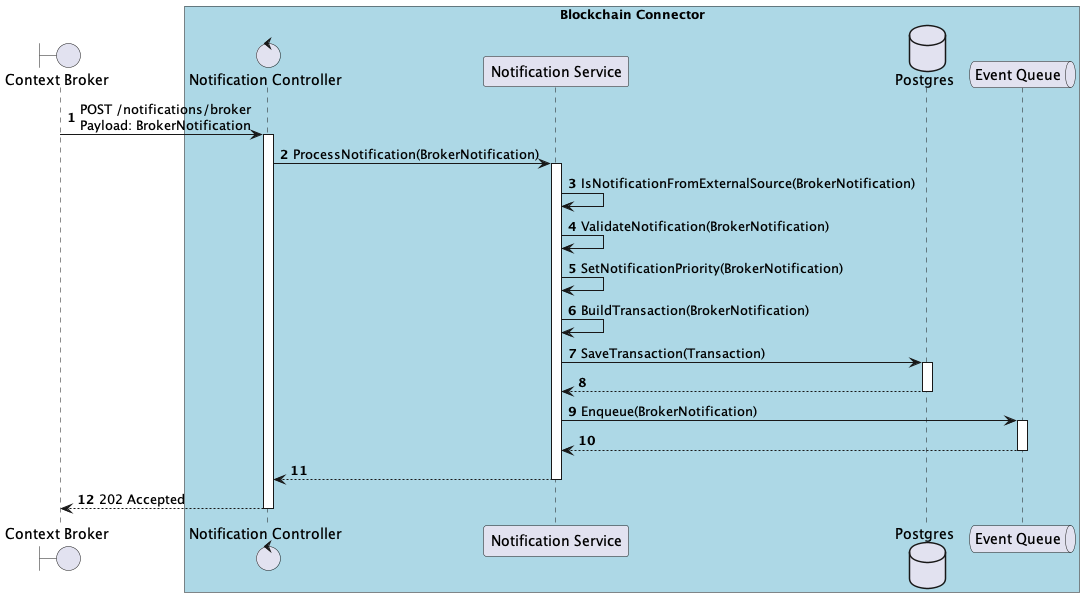 Blockchain Connector
Context Broker
Notification Controller
Notification Service
Postgres
Event Queue
1 POST /notifications/broker
Payload: BrokerNotification
2 ProcessNotification(BrokerNotification)
3 IsNotificationFromExternalSource(BrokerNotification)
4 ValidateNotification(BrokerNotification)
5 SetNotificationPriority(BrokerNotification)
6 BuildTransaction(BrokerNotification)
7 SaveTransaction(Transaction)
8
9 Enqueue(BrokerNotification)
10
11
12 202 Accepted
Context Broker
Notification Controller
Notification Service
Postgres
Event Queue